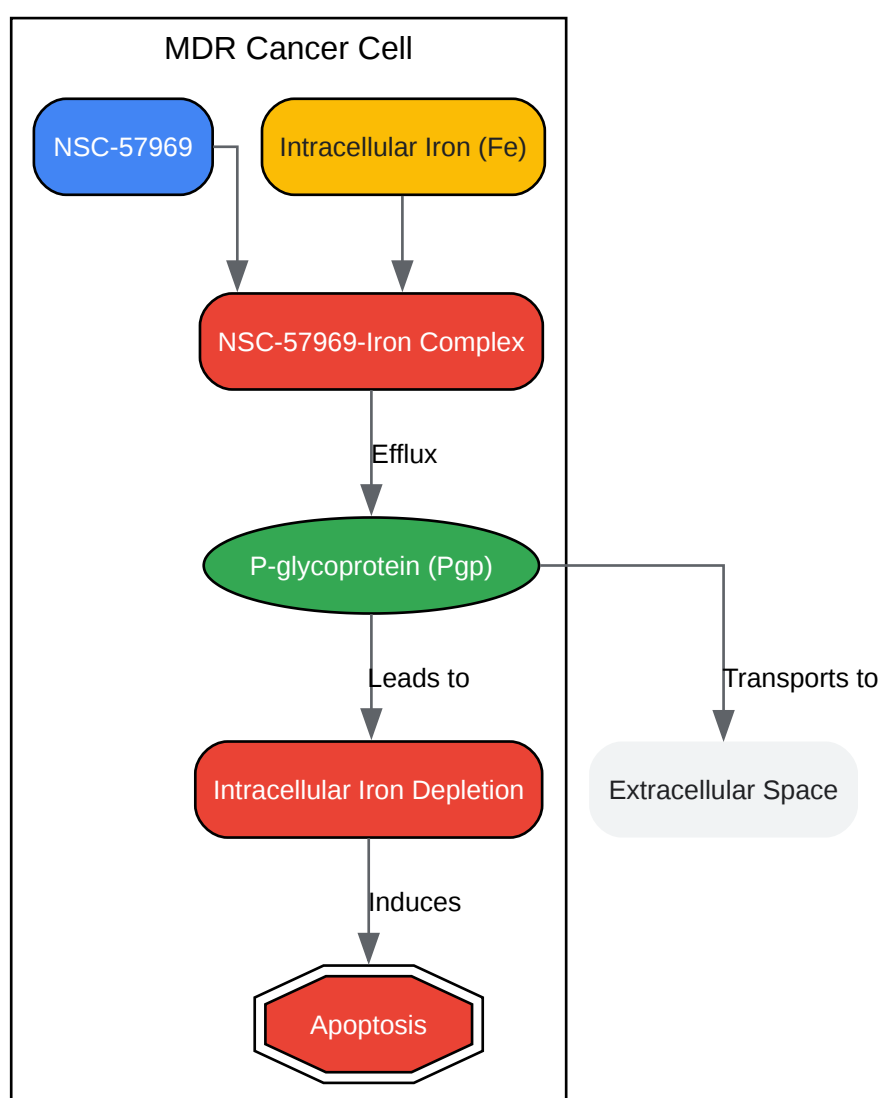 MDR Cancer Cell
NSC-57969
Intracellular Iron (Fe)
NSC-57969-Iron Complex
Efflux
P-glycoprotein (Pgp)
Leads to
Transports to
Intracellular Iron Depletion
Extracellular Space
Induces
Apoptosis